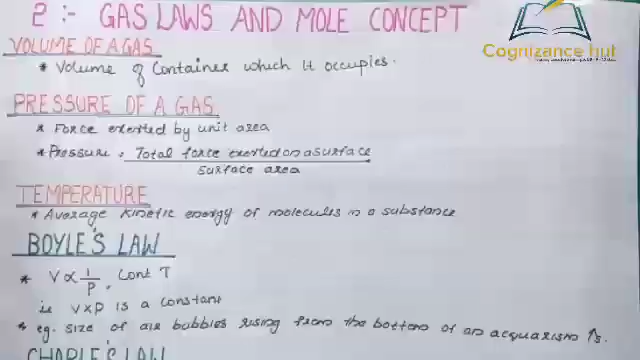 2 :- GAS LAWS AND MOLE CONCEPT
Cognizance hut
VOLUME OF A GAS
* Volume of Container which it occupies.
PRESSURE OF A GAS
* Force exerted by unit area
* Pressure = Total force exerted on a surface
surface area
TEMPERATURE
* Average kinetic energy of molecules in a substance
BOYLE'S LAW
* V ∝ 1/P, Cont T
ie V x P is a constant
* eg. size of air bubbles rising from the bottom of an acquarism ↑s.
CHARLE'S LAW